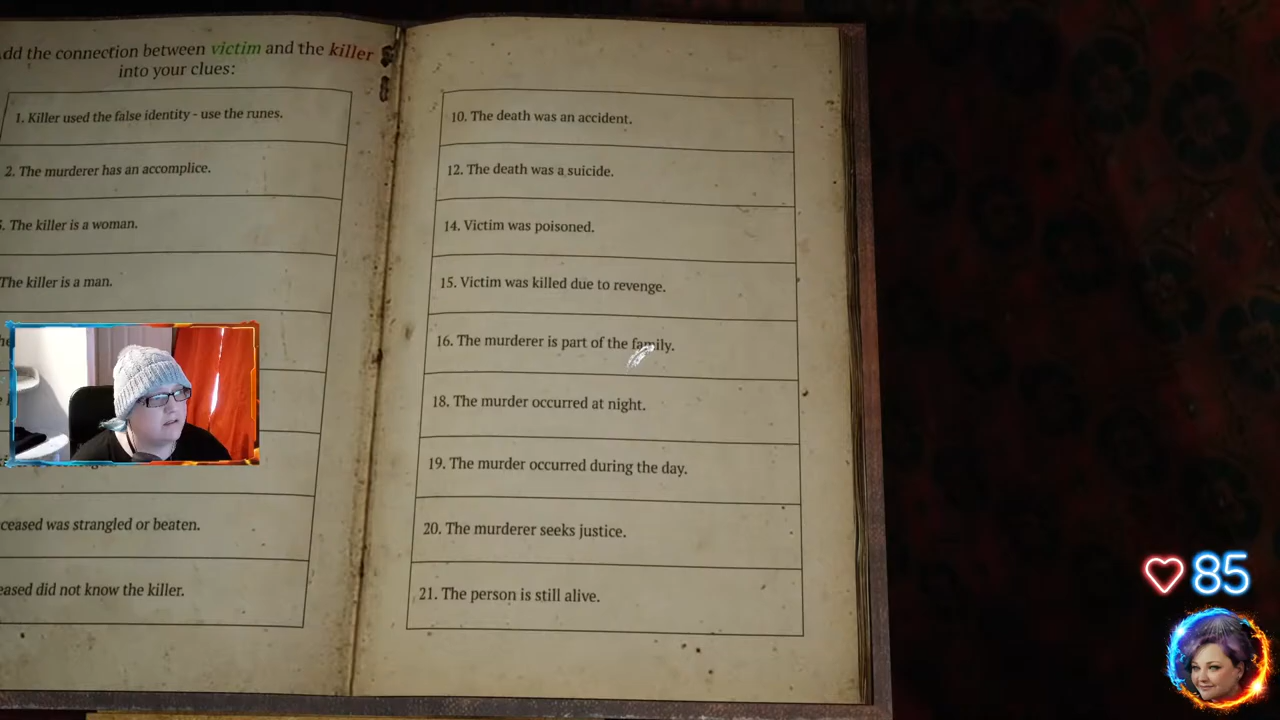 dd the connection between victim and the killer
into your clues:
1. Killer used the false identity - use the runes.
2. The murderer has an accomplice.
. The killer is a woman.
The killer is a man.
ceased was strangled or beaten.
eased did not know the killer.
10. The death was an accident.
12. The death was a suicide.
14. Victim was poisoned.
15. Victim was killed due to revenge.
16. The murderer is part of the family.
18. The murder occurred at night.
19. The murder occurred during the day.
20. The murderer seeks justice.
21. The person is still alive.
85